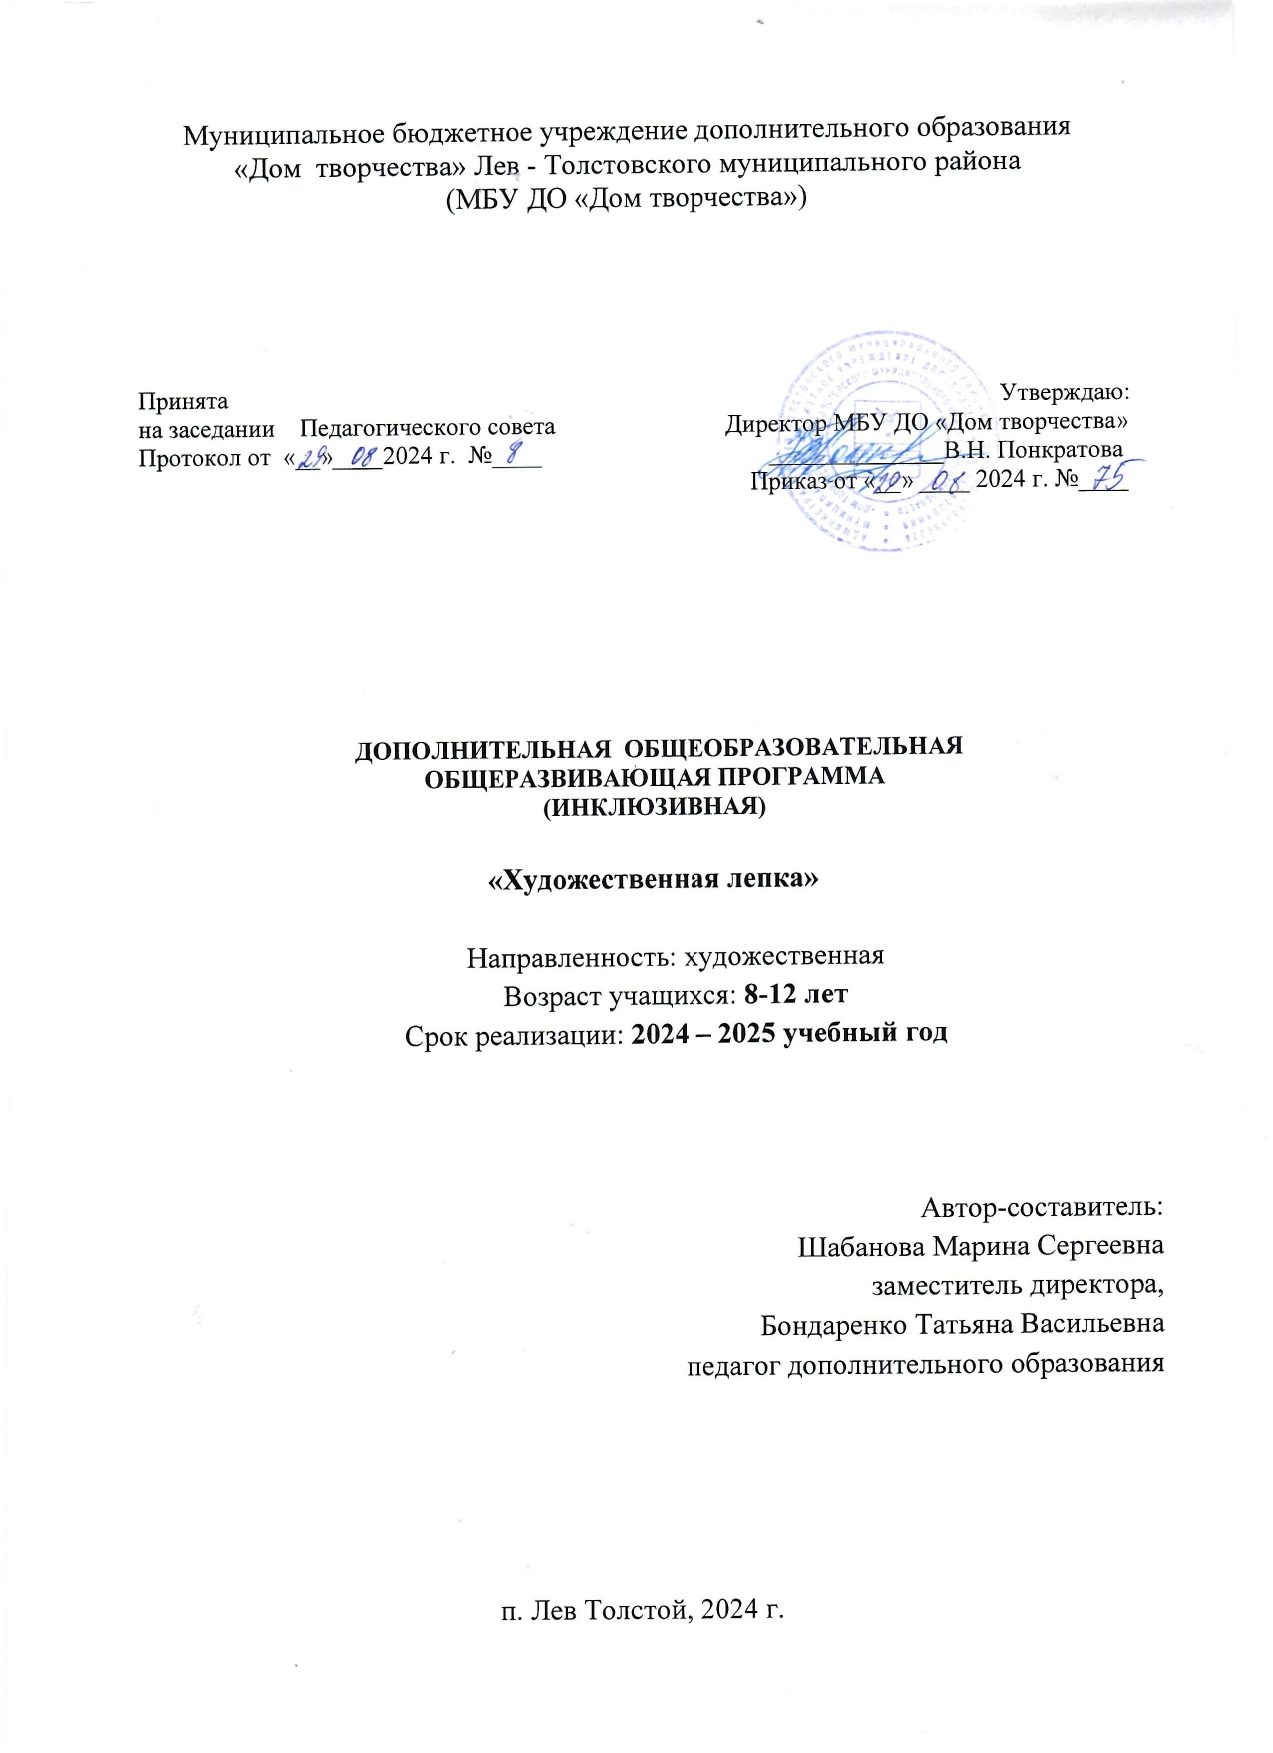 Муниципальное бюджетное учреждение дополнительного образования
«Дом творчества» Лев - Толстовского муниципального района
(МБУ ДО «Дом творчества»)
Принята
на заседании Педагогического совета
Протокол от «29» 08 2024 г. № 8
Утверждаю:
Директор МБУ ДО «Дом творчества»
В.Н. Понкратова
Приказ от «29» 08 2024 г. № 75
ДОПОЛНИТЕЛЬНАЯ ОБЩЕОБРАЗОВАТЕЛЬНАЯ
ОБЩЕРАЗВИВАЮЩАЯ ПРОГРАММА
(ИНКЛЮЗИВНАЯ)
«Художественная лепка»
Направленность: художественная
Возраст учащихся: 8-12 лет
Срок реализации: 2024 – 2025 учебный год
Автор-составитель:
Шабанова Марина Сергеевна
заместитель директора,
Бондаренко Татьяна Васильевна
педагог дополнительного образования
п. Лев Толстой, 2024 г.